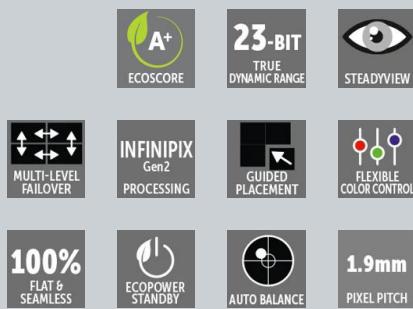 A+
ECOSCORE
23-BIT
TRUE
DYNAMIC RANGE
STEADYVIEW
MULTI-LEVEL
FAILOVER
INFINIPIX
Gen2
PROCESSING
GUIDED
PLACEMENT
FLEXIBLE
COLOR CONTROL
100%
FLAT &
SEAMLESS
ECOPOWER
STANDBY
AUTO BALANCE
1.9mm
PIXEL PITCH